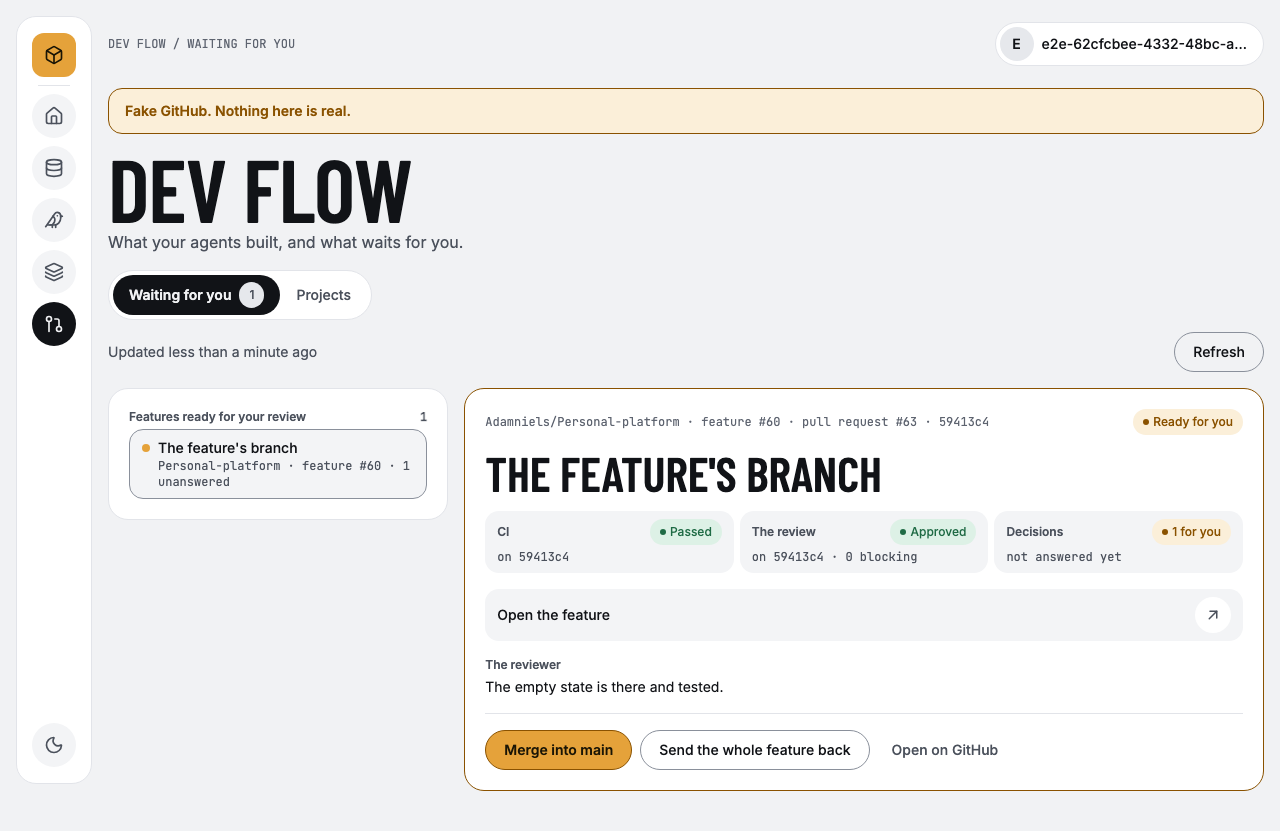 DEV FLOW / WAITING FOR YOU
E
e2e-62cfcbee-4332-48bc-a...
Fake GitHub. Nothing here is real.
DEV FLOW
What your agents built, and what waits for you.
Waiting for you 1
Projects
Updated less than a minute ago
Refresh
Features ready for your review 1
The feature's branch
Personal-platform · feature #60 · 1
unanswered
Adamniels/Personal-platform · feature #60 · pull request #63 · 59413c4
Ready for you
THE FEATURE'S BRANCH
CI
Passed
on 59413c4
The review
Approved
on 59413c4 · 0 blocking
Decisions
1 for you
not answered yet
Open the feature
The reviewer
The empty state is there and tested.
Merge into main
Send the whole feature back
Open on GitHub